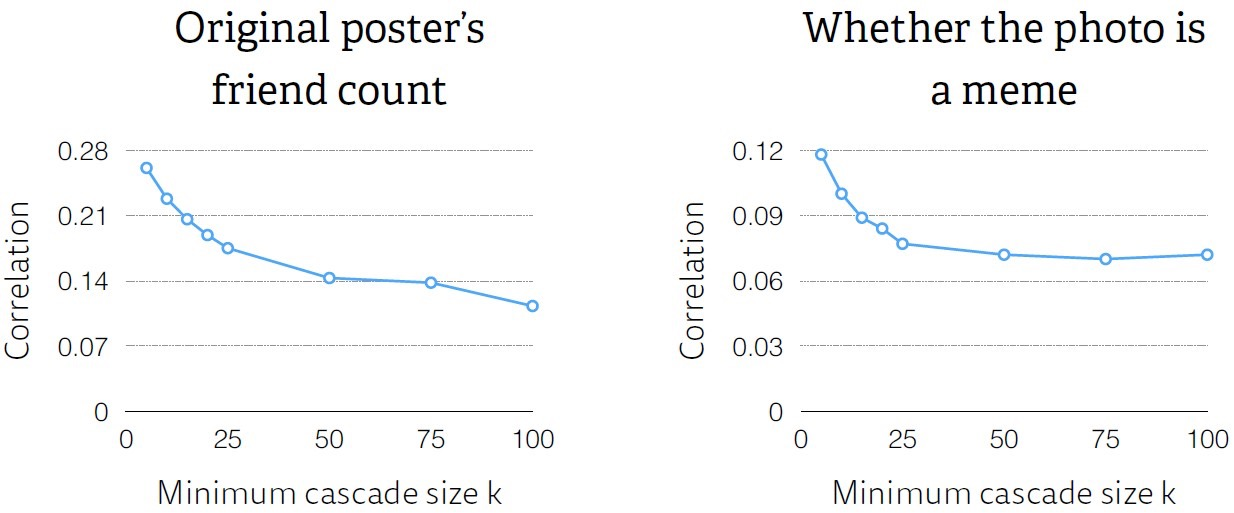 Original poster's
friend count
0.28
0.21
0.14
0.07
0
Correlation
0 25 50 75 100
Minimum cascade size k
Whether the photo is
a meme
0.12
0.09
0.06
0.03
0
Correlation
0 25 50 75 100
Minimum cascade size k